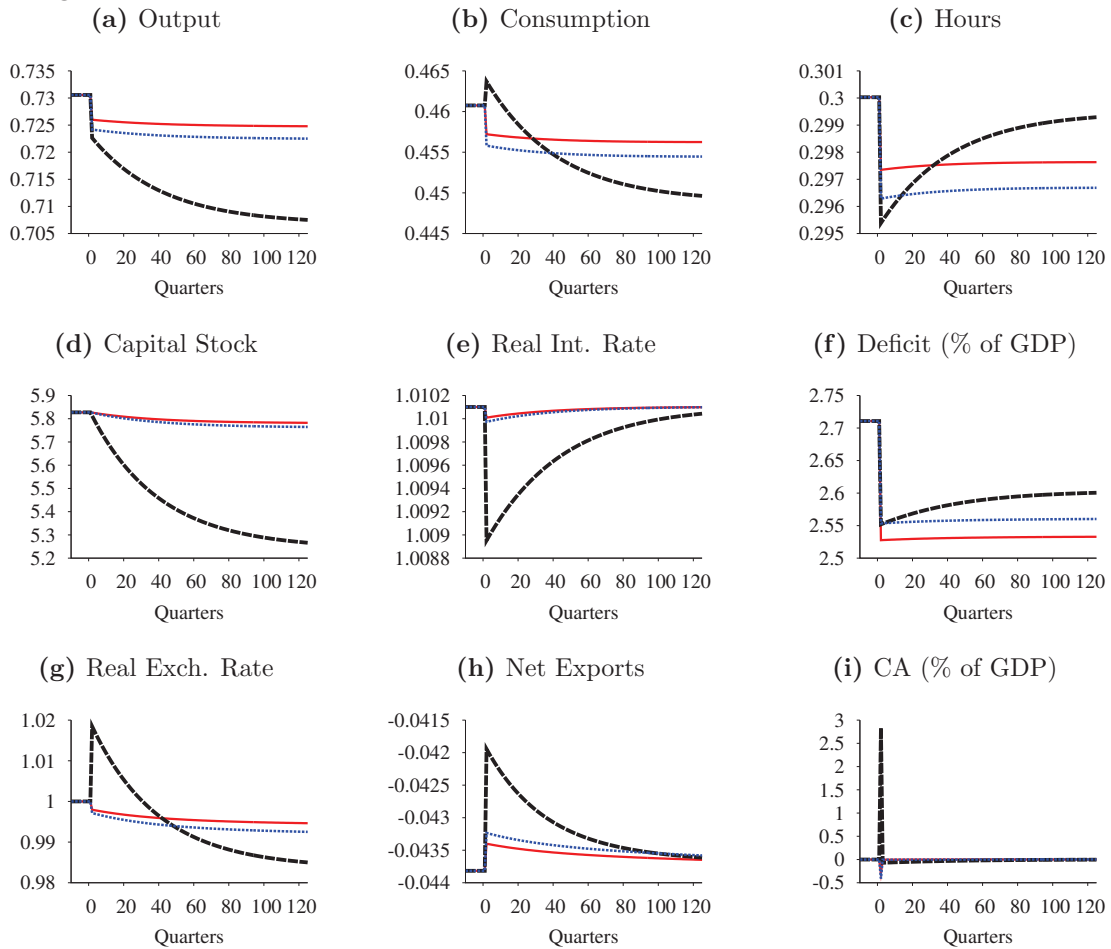 (a) Output
0.735
0.73
0.725
0.72
0.715
0.71
0.705
0 20 40 60 80 100 120
Quarters
(b) Consumption
0.465
0.46
0.455
0.45
0.445
0 20 40 60 80 100 120
Quarters
(c) Hours
0.301
0.3
0.299
0.298
0.297
0.296
0.295
0 20 40 60 80 100 120
Quarters
(d) Capital Stock
5.9
5.8
5.7
5.6
5.5
5.4
5.3
5.2
0 20 40 60 80 100 120
Quarters
(e) Real Int. Rate
1.0102
1.01
1.0098
1.0096
1.0094
1.0092
1.009
1.0088
0 20 40 60 80 100 120
Quarters
(f) Deficit (% of GDP)
2.75
2.7
2.65
2.6
2.55
2.5
0 20 40 60 80 100 120
Quarters
(g) Real Exch. Rate
1.02
1.01
1
0.99
0.98
0 20 40 60 80 100 120
Quarters
(h) Net Exports
-0.0415
-0.042
-0.0425
-0.043
-0.0435
-0.044
0 20 40 60 80 100 120
Quarters
(i) CA (% of GDP)
3
2.5
2
1.5
1
0.5
0
-0.5
0 20 40 60 80 100 120
Quarters